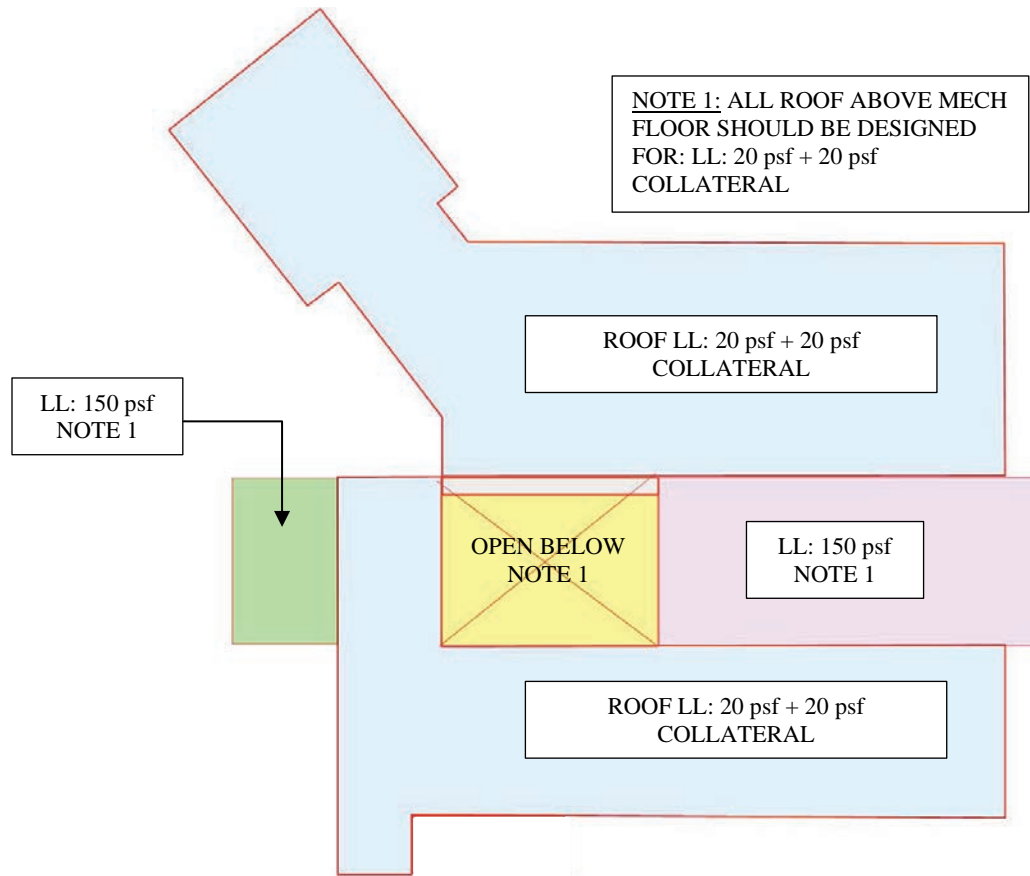 NOTE 1: ALL ROOF ABOVE MECH
FLOOR SHOULD BE DESIGNED
FOR: LL: 20 psf + 20 psf
COLLATERAL
ROOF LL: 20 psf + 20 psf
COLLATERAL
LL: 150 psf
NOTE 1
OPEN BELOW
NOTE 1
LL: 150 psf
NOTE 1
ROOF LL: 20 psf + 20 psf
COLLATERAL